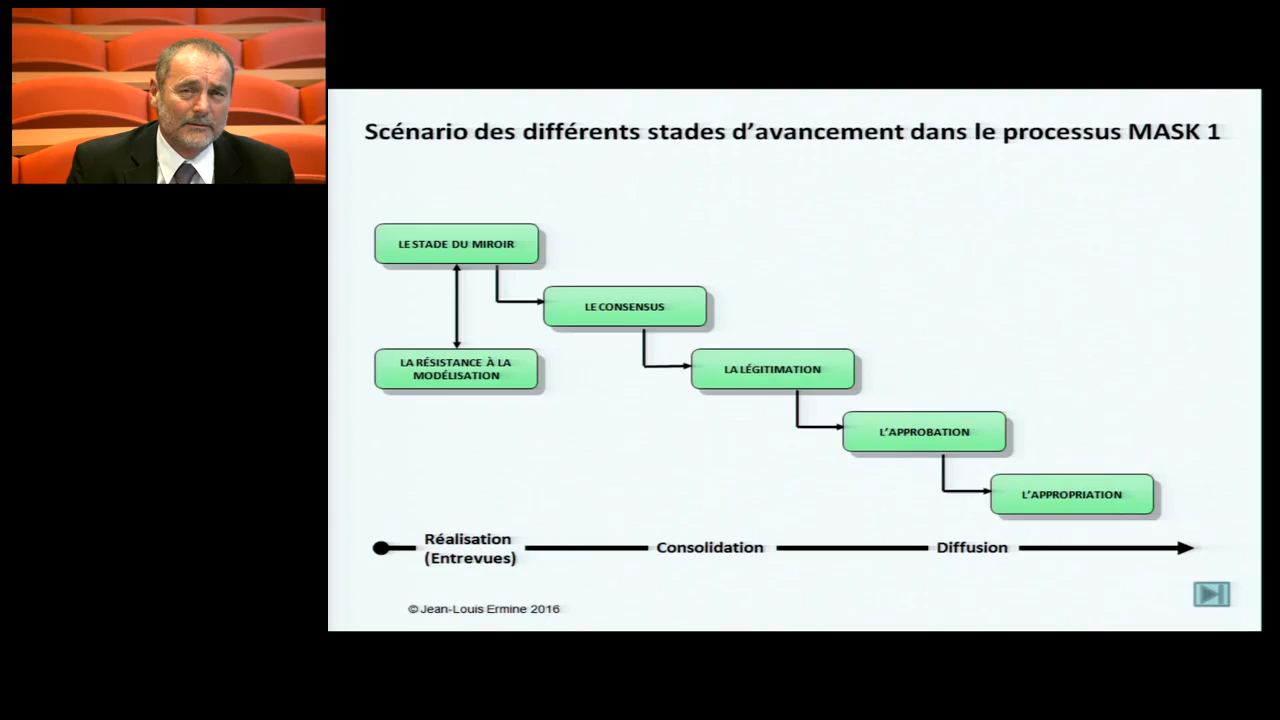 Scénario des différents stades d’avancement dans le processus MASK 1
LE STADE DU MIROIR
LE CONSENSUS
LA RÉSISTANCE À LA
MODÉLISATION
LA LÉGITIMATION
L’APPROBATION
L’APPROPRIATION
Réalisation
(Entrevues)
Consolidation
Diffusion
© Jean-Louis Ermine 2016